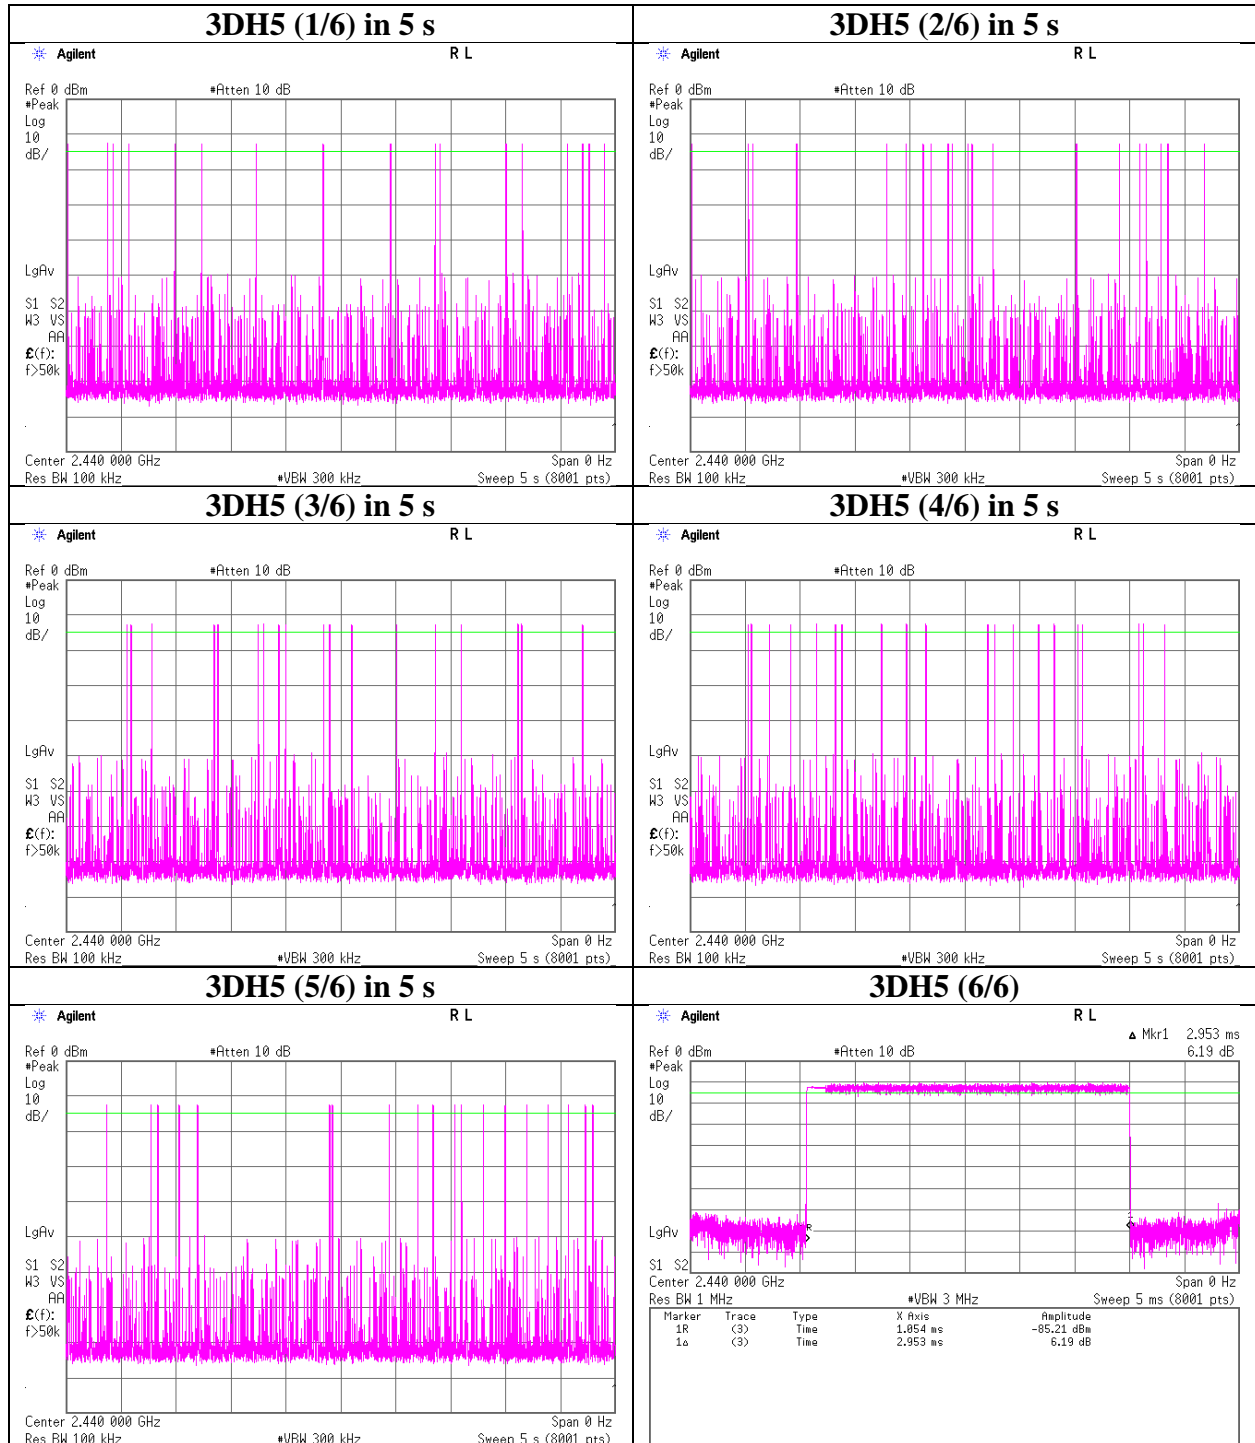 3DH5 (1/6) in 5 s
Agilent
R L
Ref 0 dBm
#Atten 10 dB
#Peak
Log
10
dB/
LgAv
S1 S2
W3 VS
AA
£(f):
f>50k
Center 2.440 000 GHz
Span 0 Hz
Res BW 100 kHz
#VBW 300 kHz
Sweep 5 s (8001 pts)
3DH5 (2/6) in 5 s
Agilent
R L
Ref 0 dBm
#Atten 10 dB
#Peak
Log
10
dB/
LgAv
S1 S2
W3 VS
AA
£(f):
f>50k
Center 2.440 000 GHz
Span 0 Hz
Res BW 100 kHz
#VBW 300 kHz
Sweep 5 s (8001 pts)
3DH5 (3/6) in 5 s
Agilent
R L
Ref 0 dBm
#Atten 10 dB
#Peak
Log
10
dB/
LgAv
S1 S2
W3 VS
AA
£(f):
f>50k
Center 2.440 000 GHz
Span 0 Hz
Res BW 100 kHz
#VBW 300 kHz
Sweep 5 s (8001 pts)
3DH5 (4/6) in 5 s
Agilent
R L
Ref 0 dBm
#Atten 10 dB
#Peak
Log
10
dB/
LgAv
S1 S2
W3 VS
AA
£(f):
f>50k
Center 2.440 000 GHz
Span 0 Hz
Res BW 100 kHz
#VBW 300 kHz
Sweep 5 s (8001 pts)
3DH5 (5/6) in 5 s
Agilent
R L
Ref 0 dBm
#Atten 10 dB
#Peak
Log
10
dB/
LgAv
S1 S2
W3 VS
AA
£(f):
f>50k
Center 2.440 000 GHz
Span 0 Hz
Res BW 100 kHz
#VBW 300 kHz
Sweep 5 s (8001 pts)
3DH5 (6/6)
Agilent
R L
Δ Mkr1 2.953 ms
Ref 0 dBm
#Atten 10 dB
6.19 dB
#Peak
Log
10
dB/
R
1
LgAv
S1 S2
Center 2.440 000 GHz
Span 0 Hz
Res BW 1 MHz
#VBW 3 MHz
Sweep 5 ms (8001 pts)
Marker Trace Type X Axis Amplitude
1R (3) Time 1.054 ms -85.21 dBm
1Δ (3) Time 2.953 ms 6.19 dB